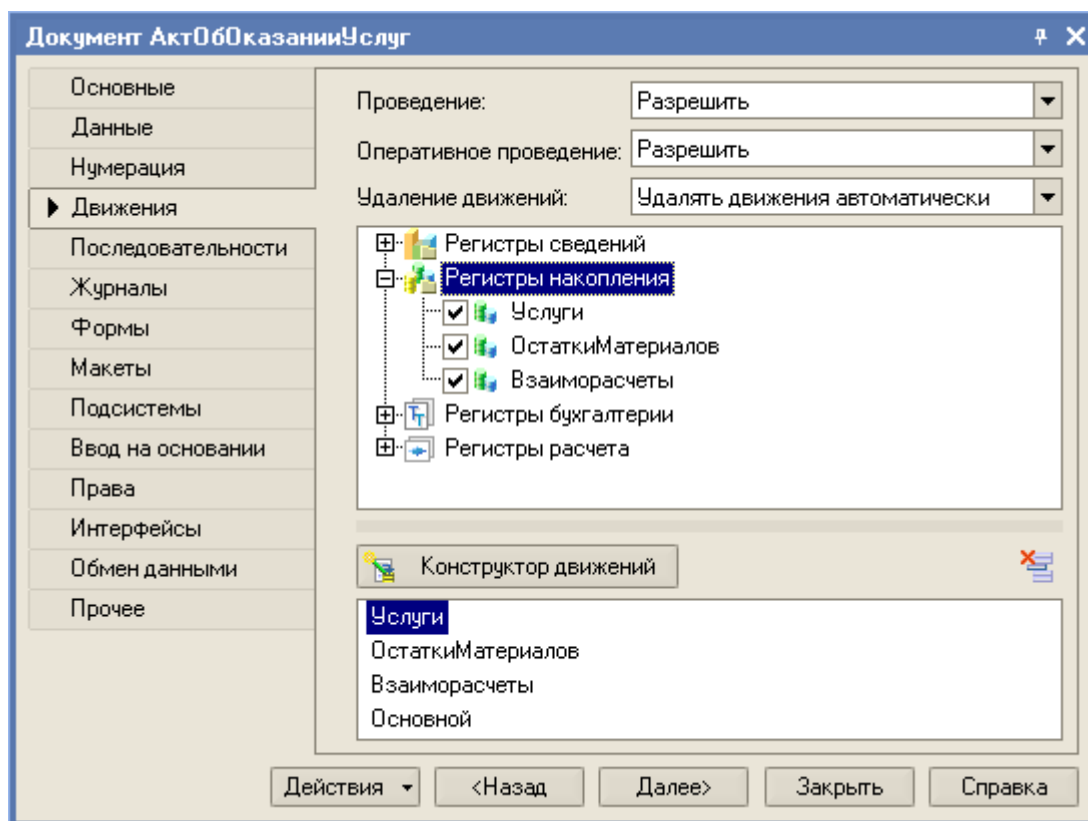 Документ АктОбОказанииУслуг
Основные
Данные
Нумерация
Движения
Последовательности
Журналы
Формы
Макеты
Подсистемы
Ввод на основании
Права
Интерфейсы
Обмен данными
Прочее
Проведение: Разрешить
Оперативное проведение: Разрешить
Удаление движений: Удалять движения автоматически
Регистры сведений
Регистры накопления
Услуги
ОстаткиМатериалов
Взаиморасчеты
Регистры бухгалтерии
Регистры расчета
Конструктор движений
Услуги
ОстаткиМатериалов
Взаиморасчеты
Основной
Действия <Назад Далее> Закрыть Справка